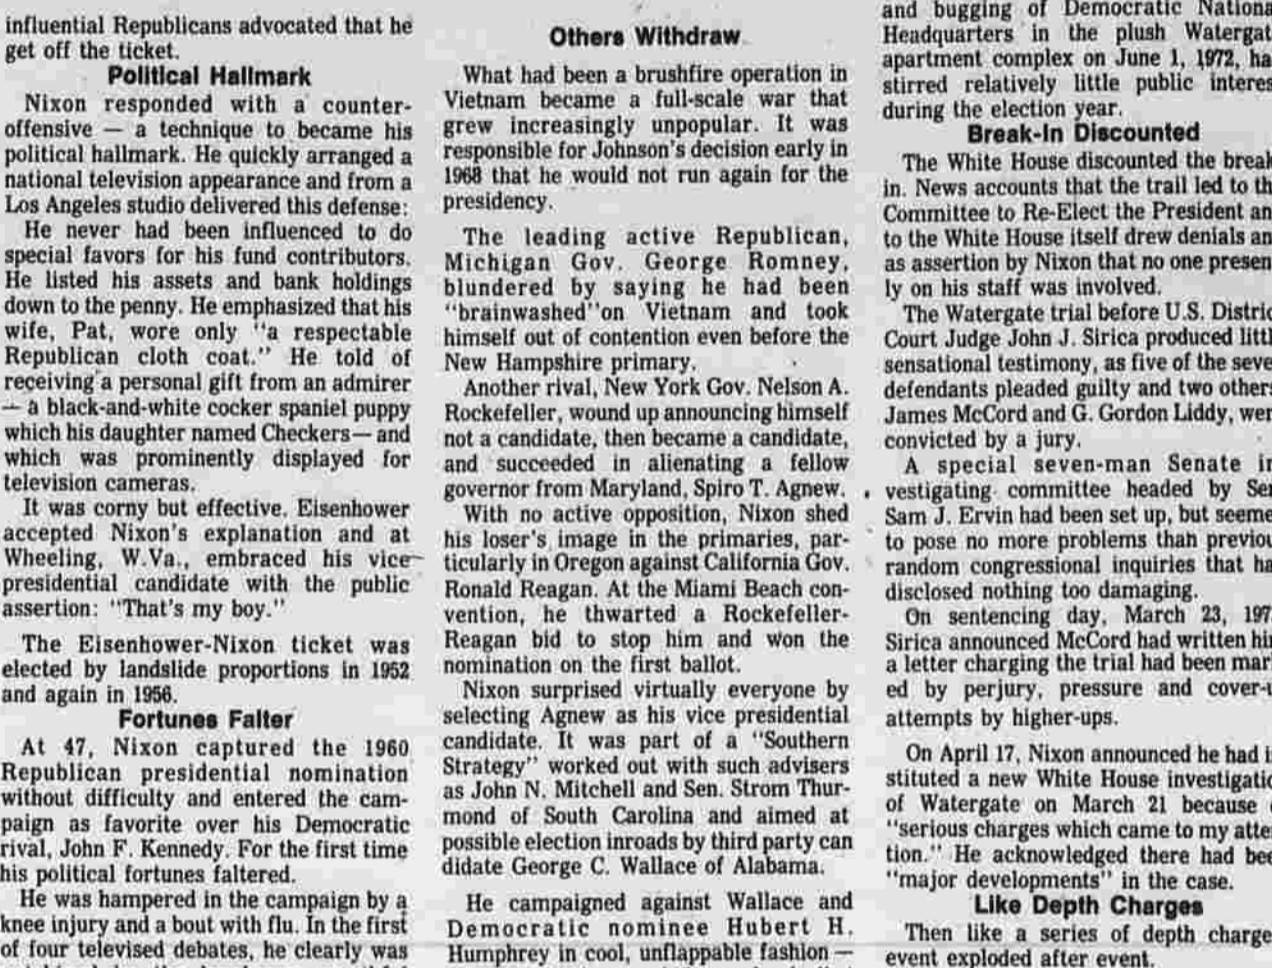 influential Republicans advocated that he
get off the ticket.
Political Hallmark
Nixon responded with a counter-
offensive — a technique to became his
political hallmark. He quickly arranged a
national television appearance and from a
Los Angeles studio delivered this defense:
He never had been influenced to do
special favors for his fund contributors.
He listed his assets and bank holdings
down to the penny. He emphasized that his
wife, Pat, wore only "a respectable
Republican cloth coat." He told of
receiving a personal gift from an admirer
— a black-and-white cocker spaniel puppy
which his daughter named Checkers— and
which was prominently displayed for
television cameras.
It was corny but effective. Eisenhower
accepted Nixon's explanation and at
Wheeling, W.Va., embraced his vice-
presidential candidate with the public
assertion: "That's my boy."
The Eisenhower-Nixon ticket was
elected by landslide proportions in 1952
and again in 1956.
Fortunes Falter
At 47, Nixon captured the 1960
Republican presidential nomination
without difficulty and entered the cam-
paign as favorite over his Democratic
rival, John F. Kennedy. For the first time
his political fortunes faltered.
He was hampered in the campaign by a
knee injury and a bout with flu. In the first
of four televised debates, he clearly was
Others Withdraw
What had been a brushfire operation in
Vietnam became a full-scale war that
grew increasingly unpopular. It was
responsible for Johnson's decision early in
1968 that he would not run again for the
presidency.
The leading active Republican,
Michigan Gov. George Romney,
blundered by saying he had been
"brainwashed"on Vietnam and took
himself out of contention even before the
New Hampshire primary.
Another rival, New York Gov. Nelson A.
Rockefeller, wound up announcing himself
not a candidate, then became a candidate,
and succeeded in alienating a fellow
governor from Maryland, Spiro T. Agnew.
With no active opposition, Nixon shed
his loser's image in the primaries, par-
ticularly in Oregon against California Gov.
Ronald Reagan. At the Miami Beach con-
vention, he thwarted a Rockefeller-
Reagan bid to stop him and won the
nomination on the first ballot.
Nixon surprised virtually everyone by
selecting Agnew as his vice presidential
candidate. It was part of a "Southern
Strategy" worked out with such advisers
as John N. Mitchell and Sen. Strom Thur-
mond of South Carolina and aimed at
possible election inroads by third party can
didate George C. Wallace of Alabama.
He campaigned against Wallace and
Democratic nominee Hubert H.
Humphrey in cool, unflappable fashion —
and bugging of Democratic Nationa
Headquarters in the plush Watergat
apartment complex on June 1, 1972, ha
stirred relatively little public interes
during the election year.
Break-In Discounted
The White House discounted the break
in. News accounts that the trail led to th
Committee to Re-Elect the President an
to the White House itself drew denials an
as assertion by Nixon that no one presen
ly on his staff was involved.
The Watergate trial before U.S. Distric
Court Judge John J. Sirica produced littl
sensational testimony, as five of the seve
defendants pleaded guilty and two others
James McCord and G. Gordon Liddy, wer
convicted by a jury.
A special seven-man Senate in
vestigating committee headed by Sen
Sam J. Ervin had been set up, but seeme
to pose no more problems than previou
random congressional inquiries that ha
disclosed nothing too damaging.
On sentencing day, March 23, 197
Sirica announced McCord had written hi
a letter charging the trial had been mar
ed by perjury, pressure and cover-u
attempts by higher-ups.
On April 17, Nixon announced he had i
stituted a new White House investigatio
of Watergate on March 21 because
"serious charges which came to my atte
tion." He acknowledged there had bee
"major developments" in the case.
Like Depth Charges
Then like a series of depth charge
event exploded after event.